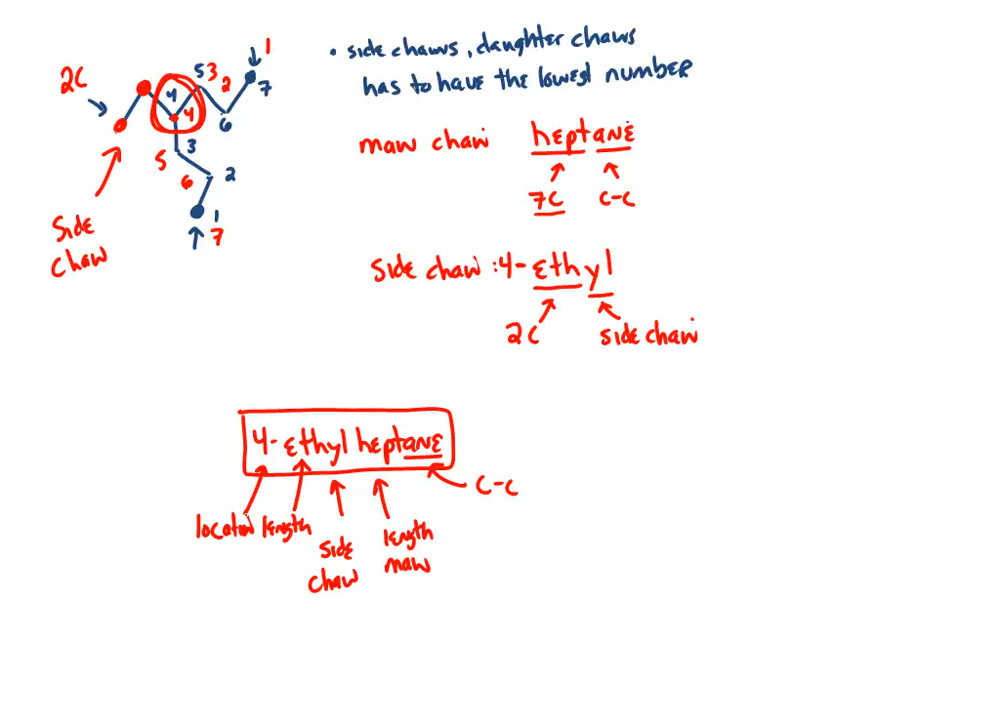 • side chains, daughter chains
has to have the lowest number
main chain heptane
7C C-C
side chain: 4-ethyl
2C side chain
2C
1
5 3
2
7
4
4
6
3
5
6
2
1
7
Side
chain
4-ethyl heptane
C-C
location length
side
chain
length
main